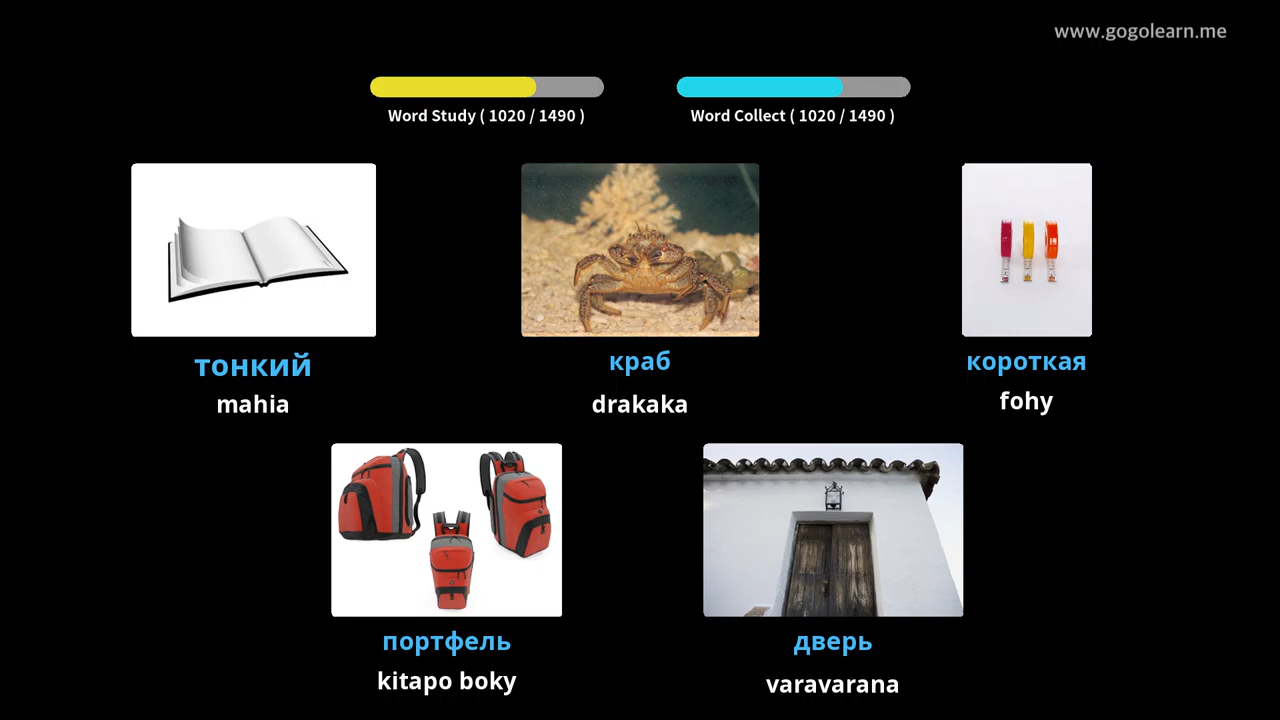 www.gogolearn.me
Word Study ( 1020 / 1490 )
Word Collect ( 1020 / 1490 )
тонкий
mahia
краб
drakaka
короткая
fohy
портфель
kitapo boky
дверь
varavarana